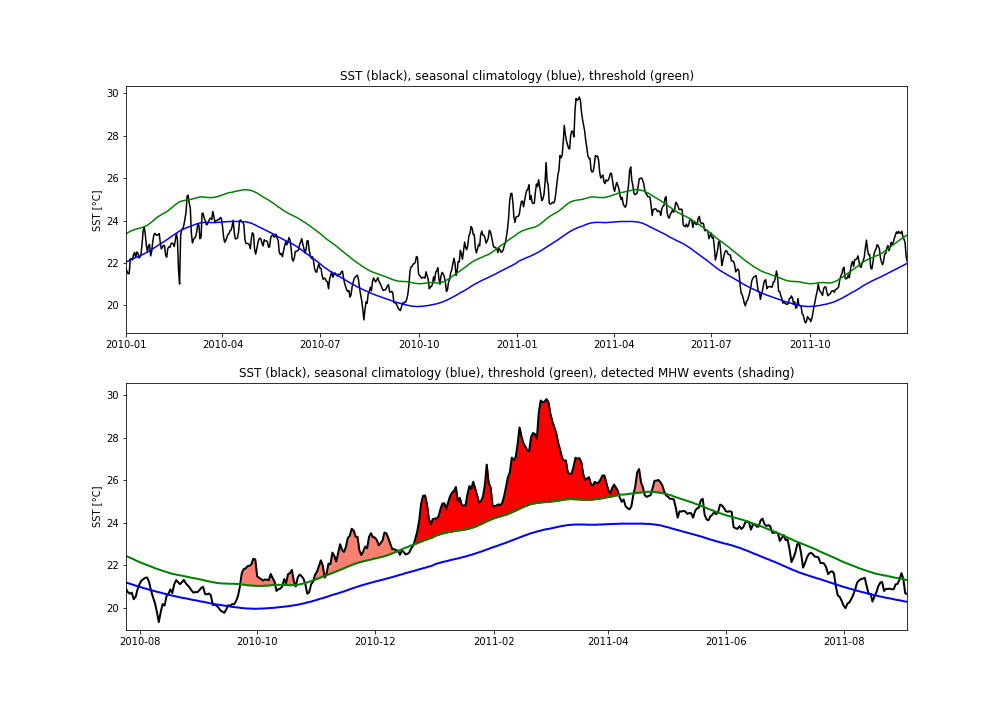 SST (black), seasonal climatology (blue), threshold (green)
SST [°C]
30
28
26
24
22
20
2010-01 2010-04 2010-07 2010-10 2011-01 2011-04 2011-07 2011-10
SST (black), seasonal climatology (blue), threshold (green), detected MHW events (shading)
SST [°C]
30
28
26
24
22
20
2010-08 2010-10 2010-12 2011-02 2011-04 2011-06 2011-08